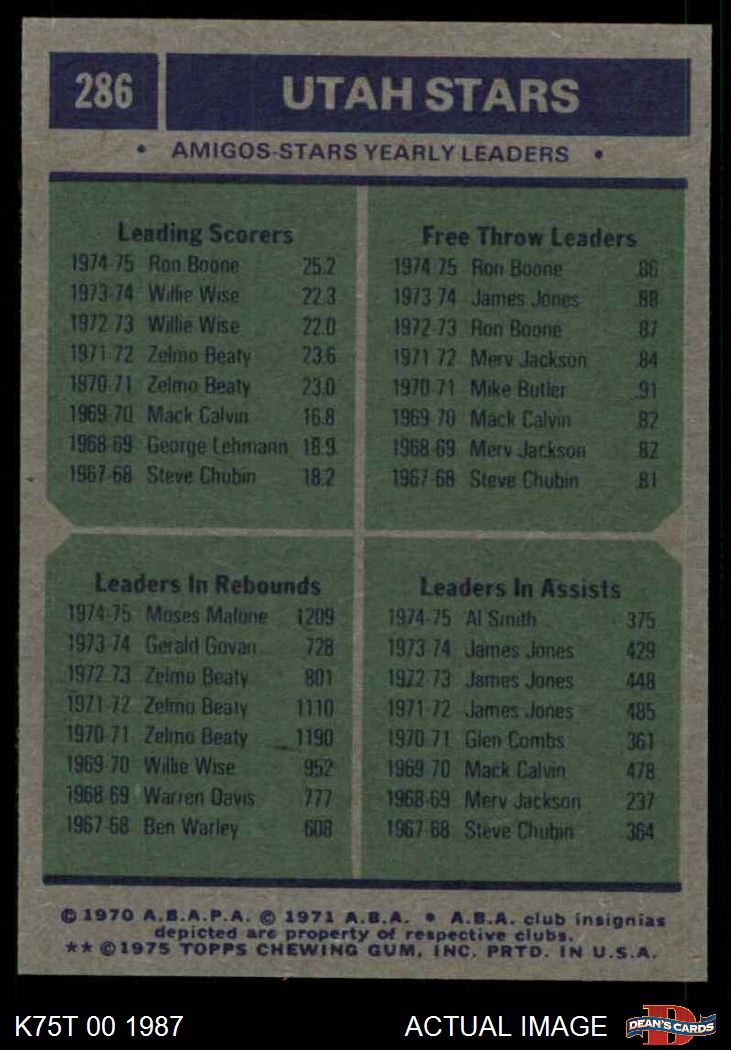 286 UTAH STARS
• AMIGOS-STARS YEARLY LEADERS •
Leading Scorers
1974-75 Ron Boone 25.2
1973-74 Willie Wise 22.3
1972-73 Willie Wise 22.0
1971-72 Zelmo Beaty 23.6
1970-71 Zelmo Beaty 23.0
1969-70 Mack Calvin 16.8
1968-69 George Lehmann 16.9
1967-68 Steve Chubin 18.2
Free Throw Leaders
1974-75 Ron Boone .86
1973-74 James Jones .88
1972-73 Ron Boone .87
1971-72 Merv Jackson .84
1970-71 Mike Butler .91
1969-70 Mack Calvin .82
1968-69 Merv Jackson .82
1967-68 Steve Chubin .81
Leaders In Rebounds
1974-75 Moses Malone 1209
1973-74 Gerald Govan 728
1972-73 Zelmo Beaty 801
1971-72 Zelmo Beaty 1110
1970-71 Zelmo Beaty 1190
1969-70 Willie Wise 952
1968-69 Warren Davis 777
1967-68 Ben Warley 608
Leaders In Assists
1974-75 Al Smith 375
1973-74 James Jones 429
1972-73 James Jones 448
1971-72 James Jones 485
1970-71 Glen Combs 361
1969-70 Mack Calvin 478
1968-69 Merv Jackson 237
1967-68 Steve Chubin 364
© 1970 A.B.A.P.A. © 1971 A.B.A. • A.B.A. club insignias
depicted are property of respective clubs.
** ©1975 TOPPS CHEWING GUM, INC. PRTD. IN U.S.A.
K75T 00 1987 ACTUAL IMAGE D DEAN'S CARDS